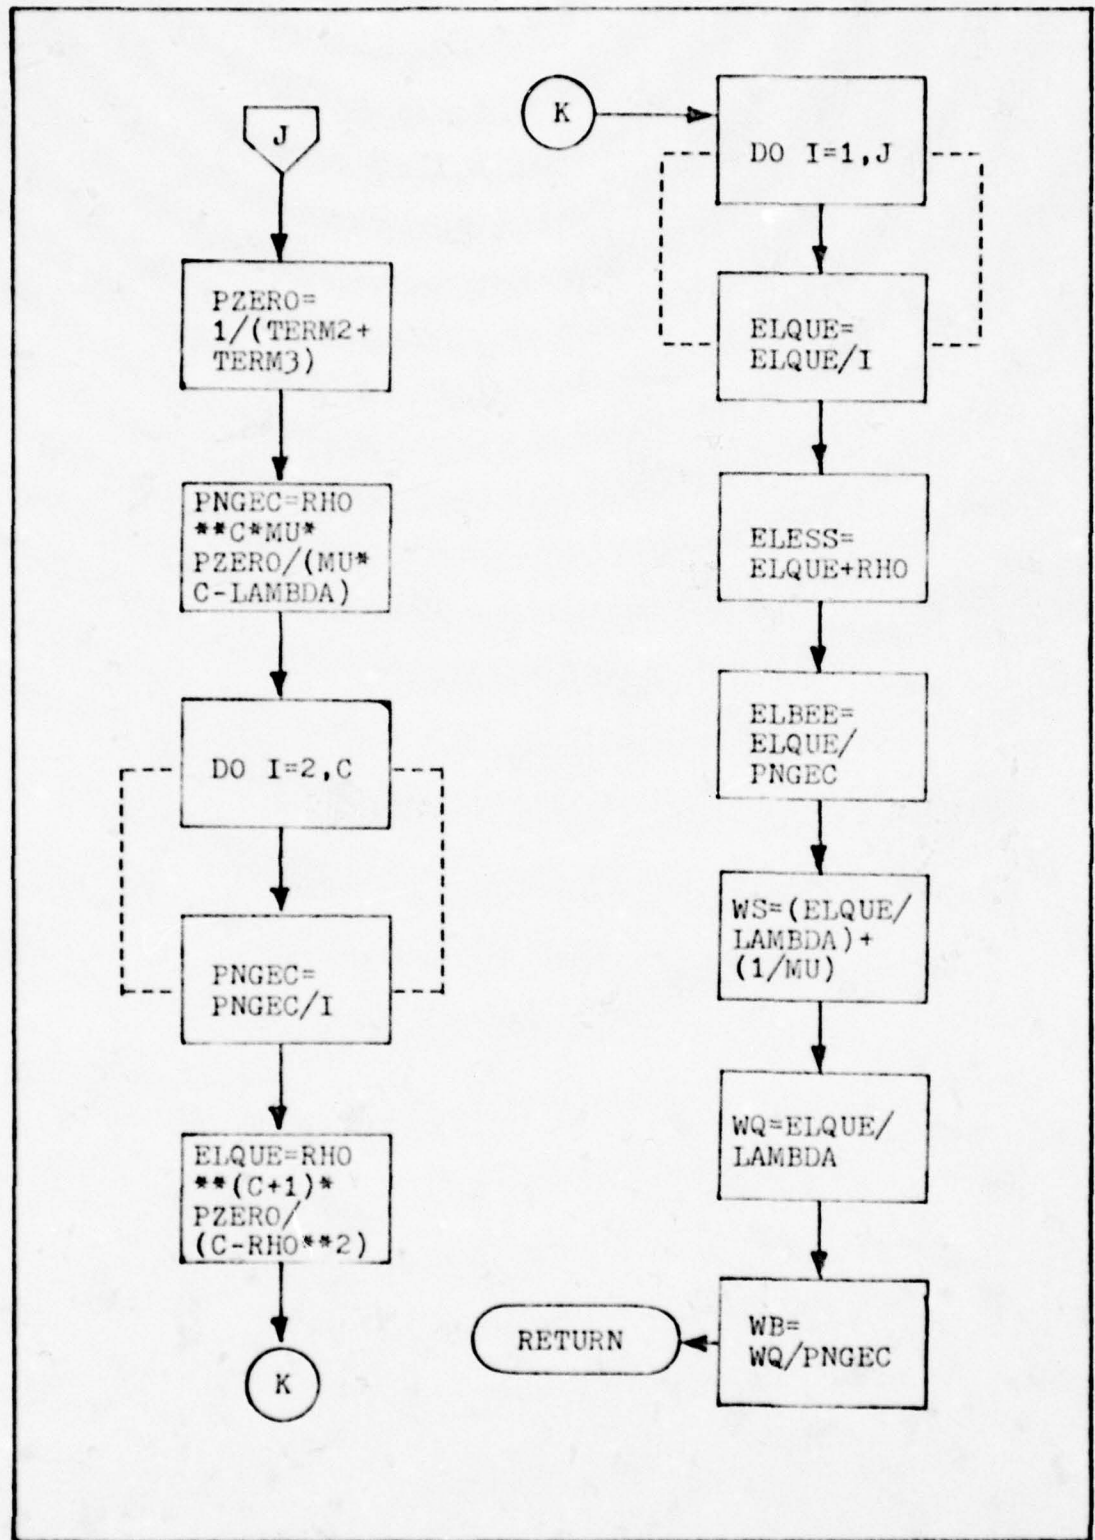 J
PZERO=
1/(TERM2+
TERM3)
PNGEC=RHO
**C*MU*
PZERO/(MU*
C-LAMBDA)
DO I=2,C
PNGEC=
PNGEC/I
ELQUE=RHO
**(C+1)*
PZERO/
(C-RHO**2)
K
K
DO I=1,J
ELQUE=
ELQUE/I
ELESS=
ELQUE+RHO
ELBEE=
ELQUE/
PNGEC
WS=(ELQUE/
LAMBDA)+
(1/MU)
WQ=ELQUE/
LAMBDA
WB=
WQ/PNGEC
RETURN